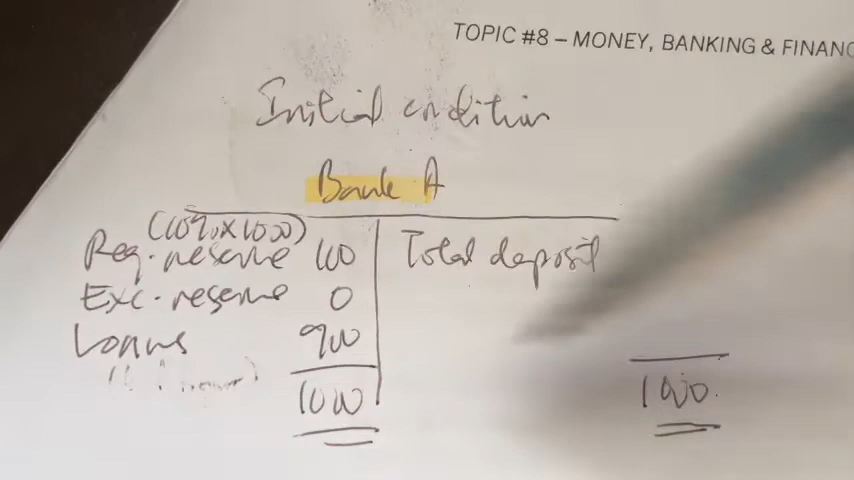 TOPIC #8 – MONEY, BANKING & FINANC
Initial condition
Bank A
(10% x 1000)
Req. reserve 100 Total deposit
Exc. reserve 0
Loans 900
1000 1000